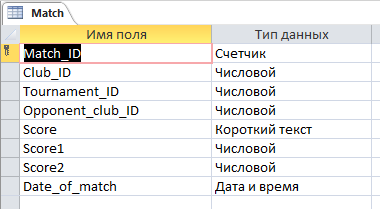 Match
Имя поля Тип данных
Match_ID Счетчик
Club_ID Числовой
Tournament_ID Числовой
Opponent_club_ID Числовой
Score Короткий текст
Score1 Числовой
Score2 Числовой
Date_of_match Дата и время